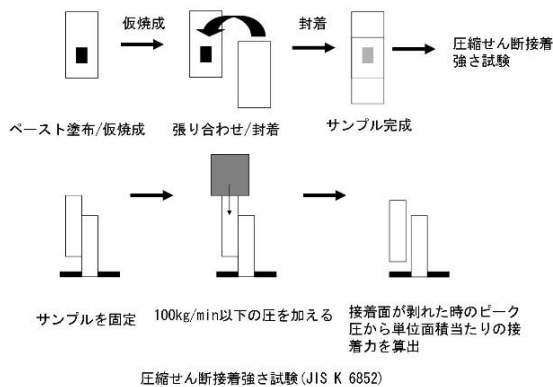 仮焼成
封着
圧縮せん断接着
強さ試験
ペースト塗布/仮焼成
張り合わせ/封着
サンプル完成
サンプルを固定
100kg/min以下の圧を加える
接着面が剥れた時のピーク
圧から単位面積当たりの接
着力を算出
圧縮せん断接着強さ試験(JIS K 6852)